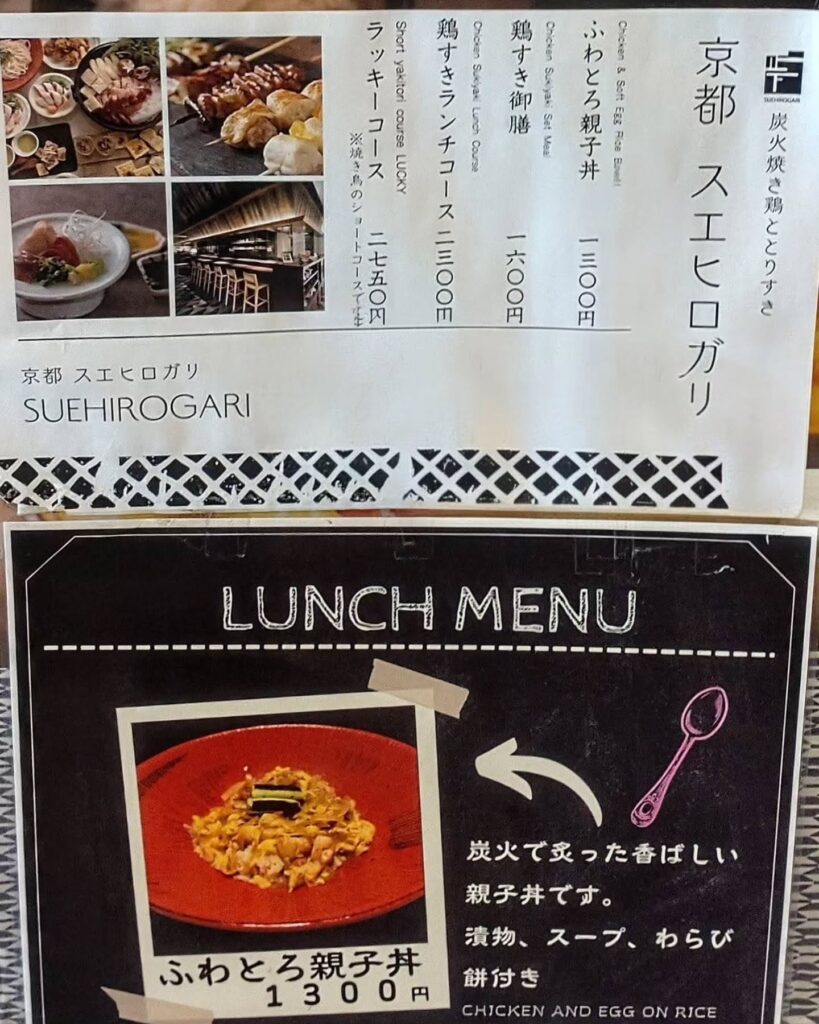 SUEHIROGARI
炭火焼き鶏ととりすき
京都 スエヒロガリ
Chicken & Soft Egg Rice Bowl!
ふわとろ親子丼 一三〇〇円
Chicken Sukiyaki Set Meal
鶏すき御膳 一六〇〇円
Chicken Sukiyaki Lunch Course
鶏すきランチコース 二三〇〇円
Short yakitori course LUCKY
ラッキーコース 二七五〇円
※焼き鳥のショートコースです
京都 スエヒロガリ
SUEHIROGARI
LUNCH MENU
炭火で炙った香ばしい
親子丼です。
漬物、スープ、わらび
餅付き
CHICKEN AND EGG ON RICE
ふわとろ親子丼
1300円